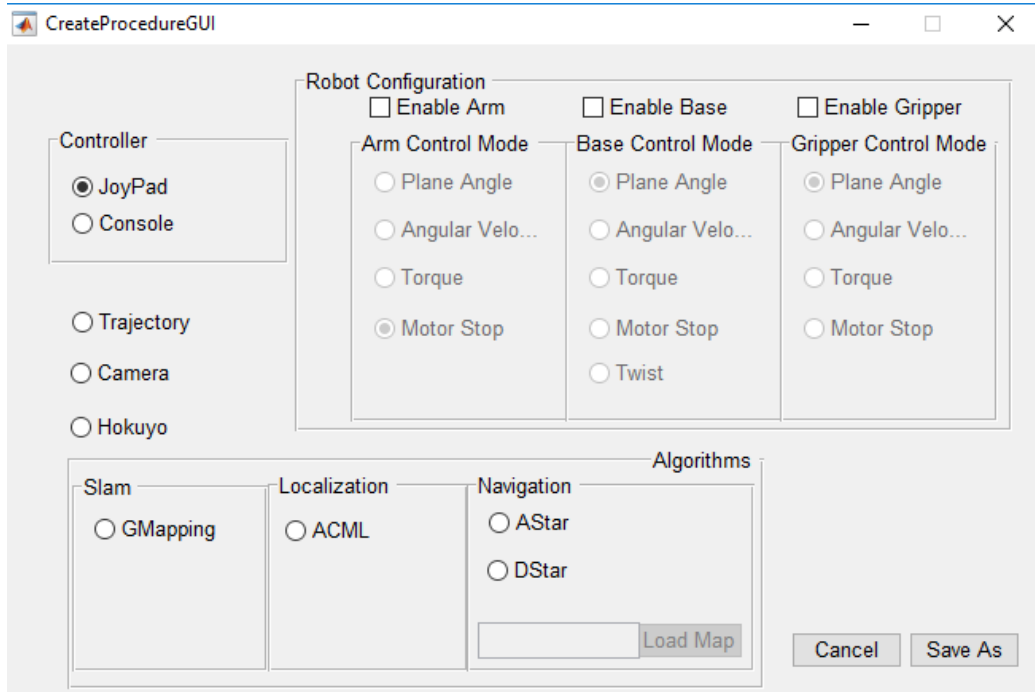 CreateProcedureGUI
Robot Configuration
Enable Arm
Enable Base
Enable Gripper
Controller
JoyPad
Console
Arm Control Mode
Plane Angle
Angular Velo...
Torque
Motor Stop
Base Control Mode
Plane Angle
Angular Velo...
Torque
Motor Stop
Twist
Gripper Control Mode
Plane Angle
Angular Velo...
Torque
Motor Stop
Trajectory
Camera
Hokuyo
Algorithms
Slam
GMapping
Localization
ACML
Navigation
AStar
DStar
Load Map
Cancel
Save As